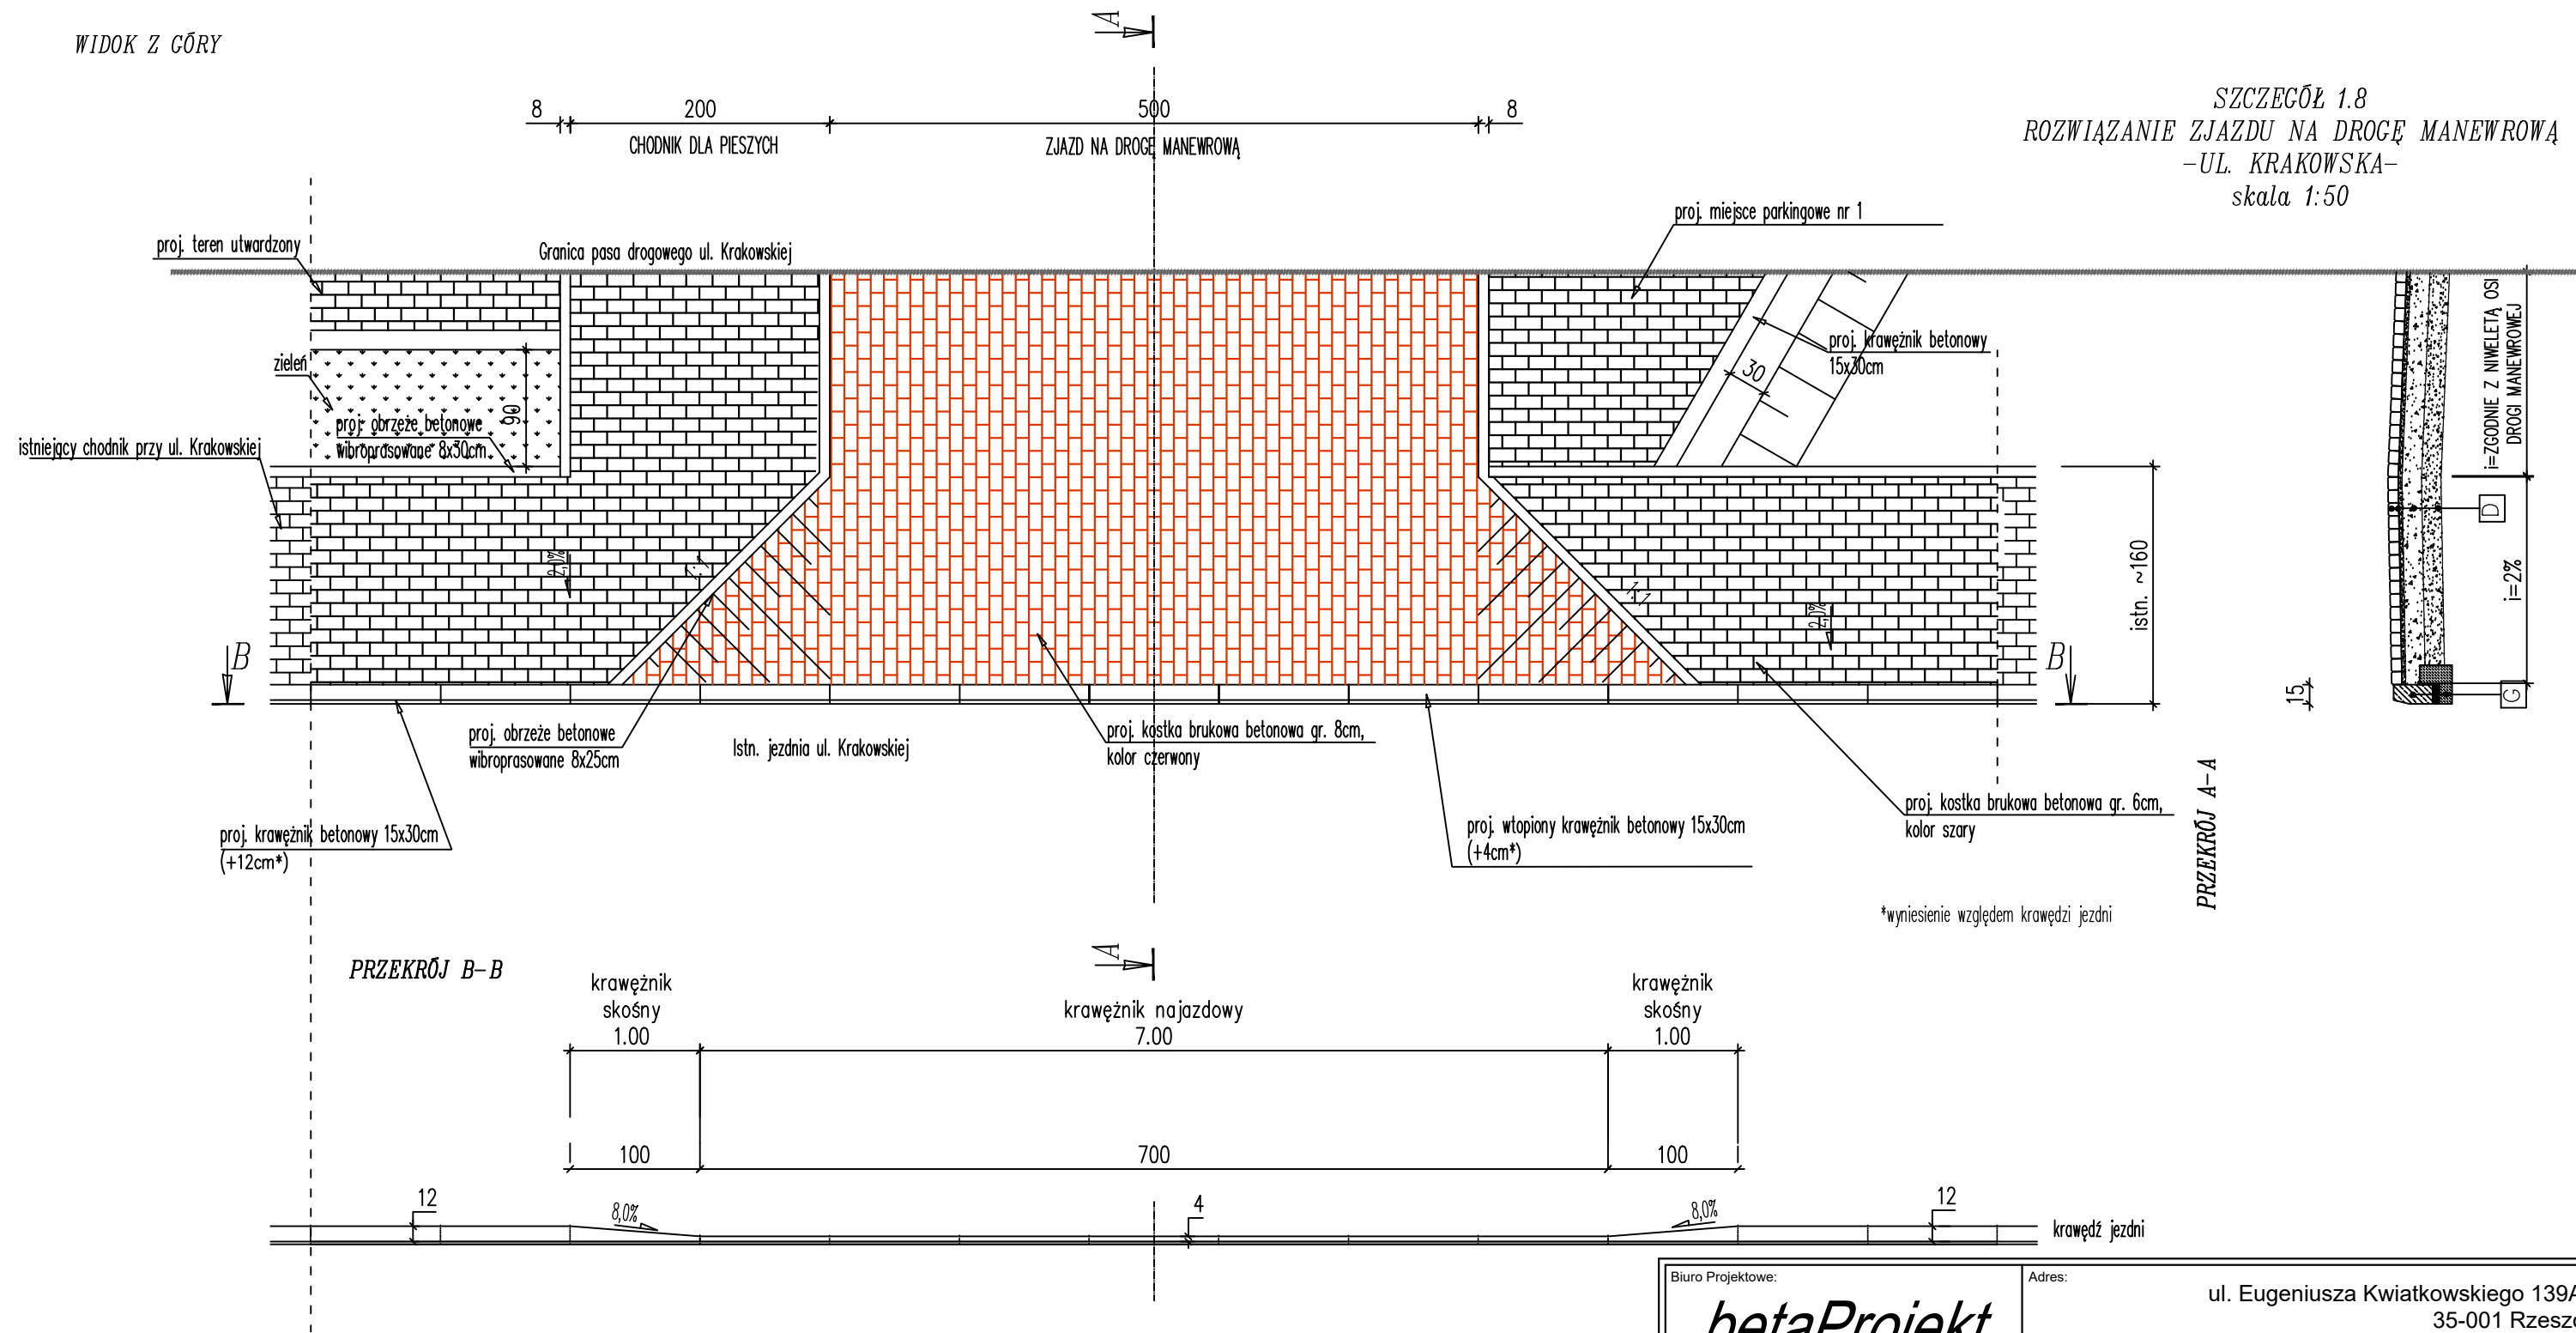 WIDOK Z GÓRY
A
SZCZEGÓŁ 1.8
ROZWIĄZANIE ZJAZDU NA DROGĘ MANEWROWĄ
-UL. KRAKOWSKA-
skala 1:50
8
200
500
8
CHODNIK DLA PIESZYCH
ZJAZD NA DROGĘ MANEWROWĄ
proj. miejsce parkingowe nr 1
proj. teren utwardzony
Granica pasa drogowego ul. Krakowskiej
zieleń
proj. krawężnik betonowy
15x30cm
30
90
proj. obrzeże betonowe
wibroprasowane 8x30cm
istniejący chodnik przy ul. Krakowskiej
i=ZGODNIE Z NIWELETĄ OSI
DROGI MANEWROWEJ
D
i=2%
istn. ~160
2,0%
1:1
1:1
2,0%
B
B
15
G
proj. obrzeże betonowe
wibroprasowane 8x25cm
Istn. jezdnia ul. Krakowskiej
proj. kostka brukowa betonowa gr. 8cm,
kolor czerwony
proj. krawężnik betonowy 15x30cm
(+12cm*)
proj. wtopiony krawężnik betonowy 15x30cm
(+4cm*)
proj. kostka brukowa betonowa gr. 6cm,
kolor szary
PRZEKRÓJ A-A
*wyniesienie względem krawędzi jezdni
A
PRZEKRÓJ B-B
krawężnik
skośny
1.00
krawężnik najazdowy
7.00
krawężnik
skośny
1.00
100
700
100
12
8,0%
4
8,0%
12
krawędź jezdni
Biuro Projektowe:
betaProjekt
Adres:
ul. Eugeniusza Kwiatkowskiego 139A
35-001 Rzesz